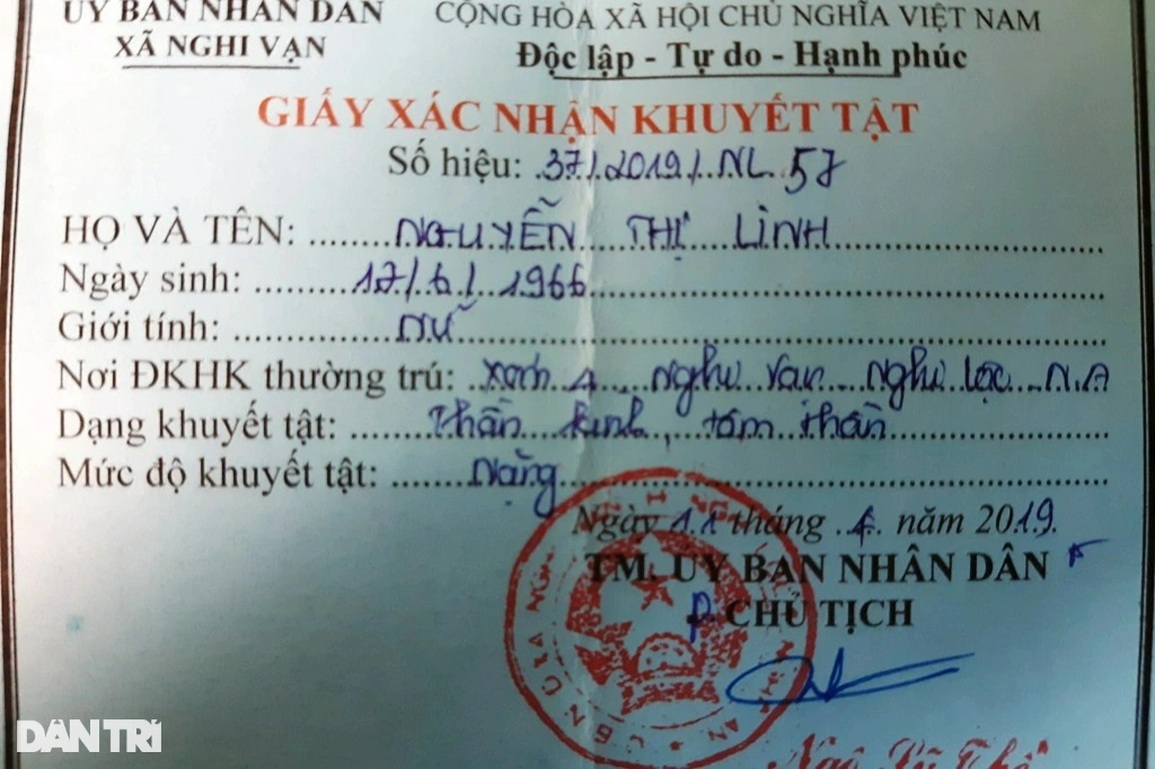 ỦY BAN NHÂN DÂN
XÃ NGHI VẠN
CỘNG HÒA XÃ HỘI CHỦ NGHĨA VIỆT NAM
Độc lập - Tự do - Hạnh phúc
GIẤY XÁC NHẬN KHUYẾT TẬT
Số hiệu: 37/2019/NL 57
HỌ VÀ TÊN: NGUYỄN THỊ LÌNH
Ngày sinh: 17/6/1966
Giới tính: NỮ
Nơi ĐKHK thường trú: Xóm 4 Nghi Vạn Nghi Lộc N.A
Dạng khuyết tật: Thần kinh, tâm thần
Mức độ khuyết tật: Nặng
Ngày 11 tháng 4 năm 2019.
TM. ỦY BAN NHÂN DÂN
P CHỦ TỊCH
DÂN TRÍ